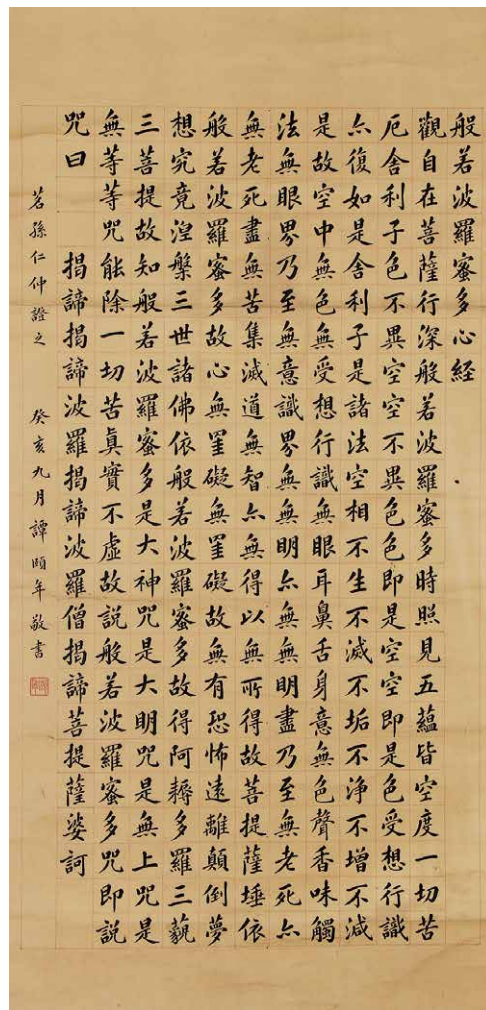 般若波羅蜜多心経
觀自在菩薩行深般若波羅蜜多時照見五蘊皆空度一切苦
厄舍利子色不異空空不異色色即是空空即是色受想行識
亦復如是舍利子是諸法空相不生不滅不垢不淨不增不減
是故空中無色無受想行識無眼耳鼻舌身意無色聲香味觸
法無眼界乃至無意識界無無明亦無無明盡乃至無老死亦
無老死盡無苦集滅道無智亦無得以無所得故菩提薩埵依
般若波羅蜜多故心無罣礙無罣礙故無有恐怖遠離顛倒夢
想究竟涅槃三世諸佛依般若波羅蜜多故得阿耨多羅三藐
三菩提故知般若波羅蜜多是大神咒是大明咒是無上咒是
無等等咒能除一切苦真實不虛故說般若波羅蜜多咒即說
咒曰 揭諦揭諦波羅揭諦波羅僧揭諦菩提薩婆訶
茗孫仁仲證之 癸亥九月譚頤年敬書